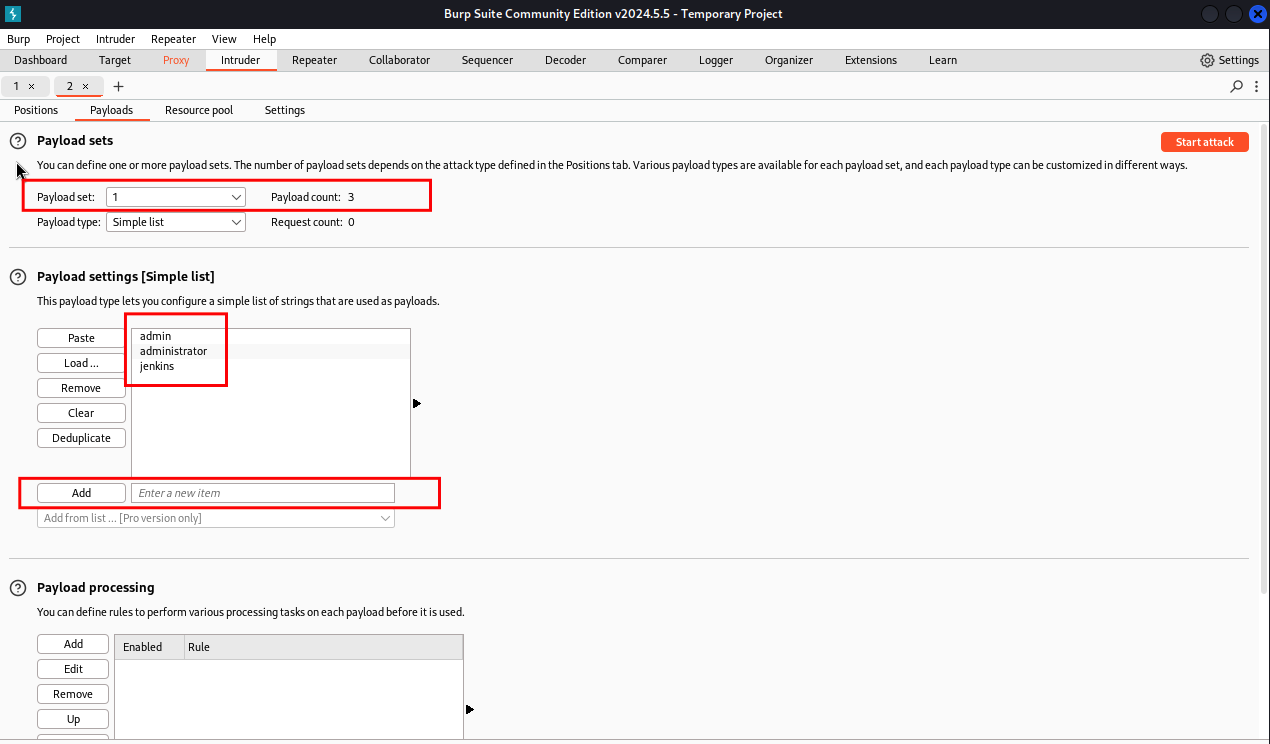 Burp Suite Community Edition v2024.5.5 - Temporary Project
Burp Project Intruder Repeater View Help
Dashboard Target Proxy Intruder Repeater Collaborator Sequencer Decoder Comparer Logger Organizer Extensions Learn Settings
1 × 2 × +
Positions Payloads Resource pool Settings
? Payload sets
Start attack
You can define one or more payload sets. The number of payload sets depends on the attack type defined in the Positions tab. Various payload types are available for each payload set, and each payload type can be customized in different ways.
Payload set: 1 Payload count: 3
Payload type: Simple list Request count: 0
? Payload settings [Simple list]
This payload type lets you configure a simple list of strings that are used as payloads.
Paste
Load ...
Remove
Clear
Deduplicate
admin
administrator
jenkins
Add Enter a new item
Add from list ... [Pro version only]
? Payload processing
You can define rules to perform various processing tasks on each payload before it is used.
Add
Edit
Remove
Up
Enabled Rule